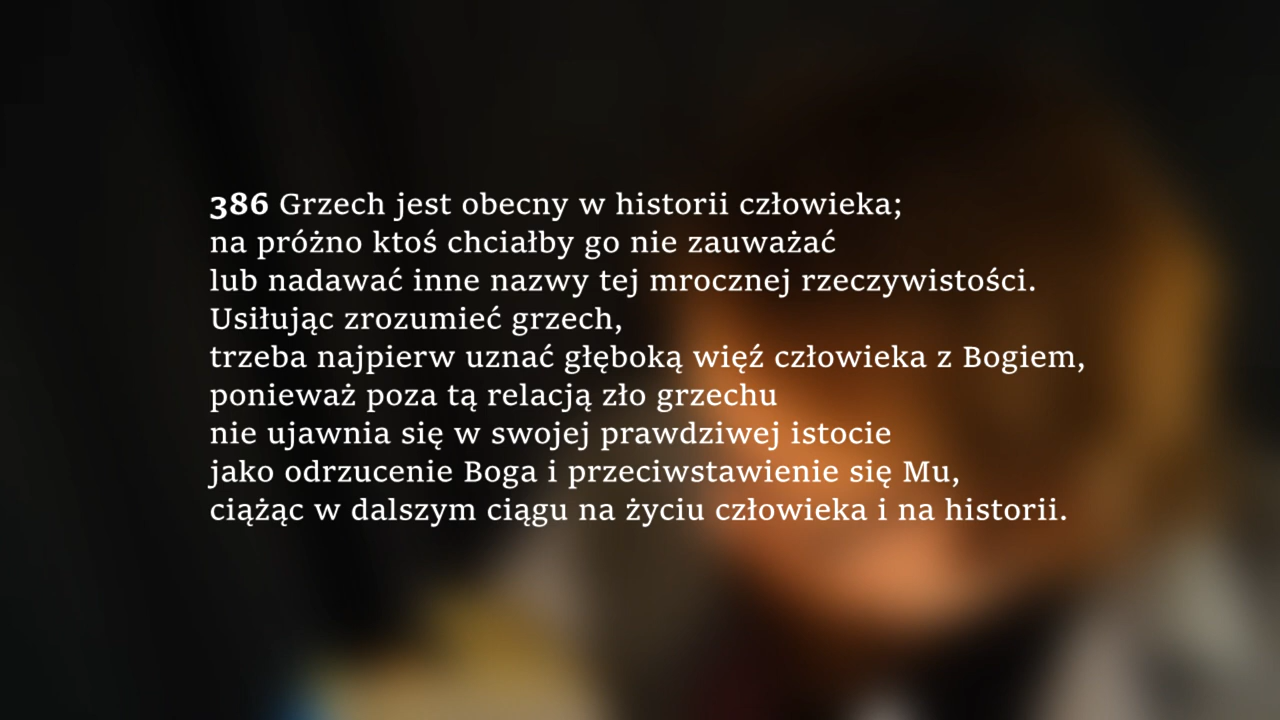 386 Grzech jest obecny w historii człowieka;
na próżno ktoś chciałby go nie zauważać
lub nadawać inne nazwy tej mrocznej rzeczywistości.
Usiłując zrozumieć grzech,
trzeba najpierw uznać głęboką więź człowieka z Bogiem,
ponieważ poza tą relacją zło grzechu
nie ujawnia się w swojej prawdziwej istocie
jako odrzucenie Boga i przeciwstawienie się Mu,
ciążąc w dalszym ciągu na życiu człowieka i na historii.